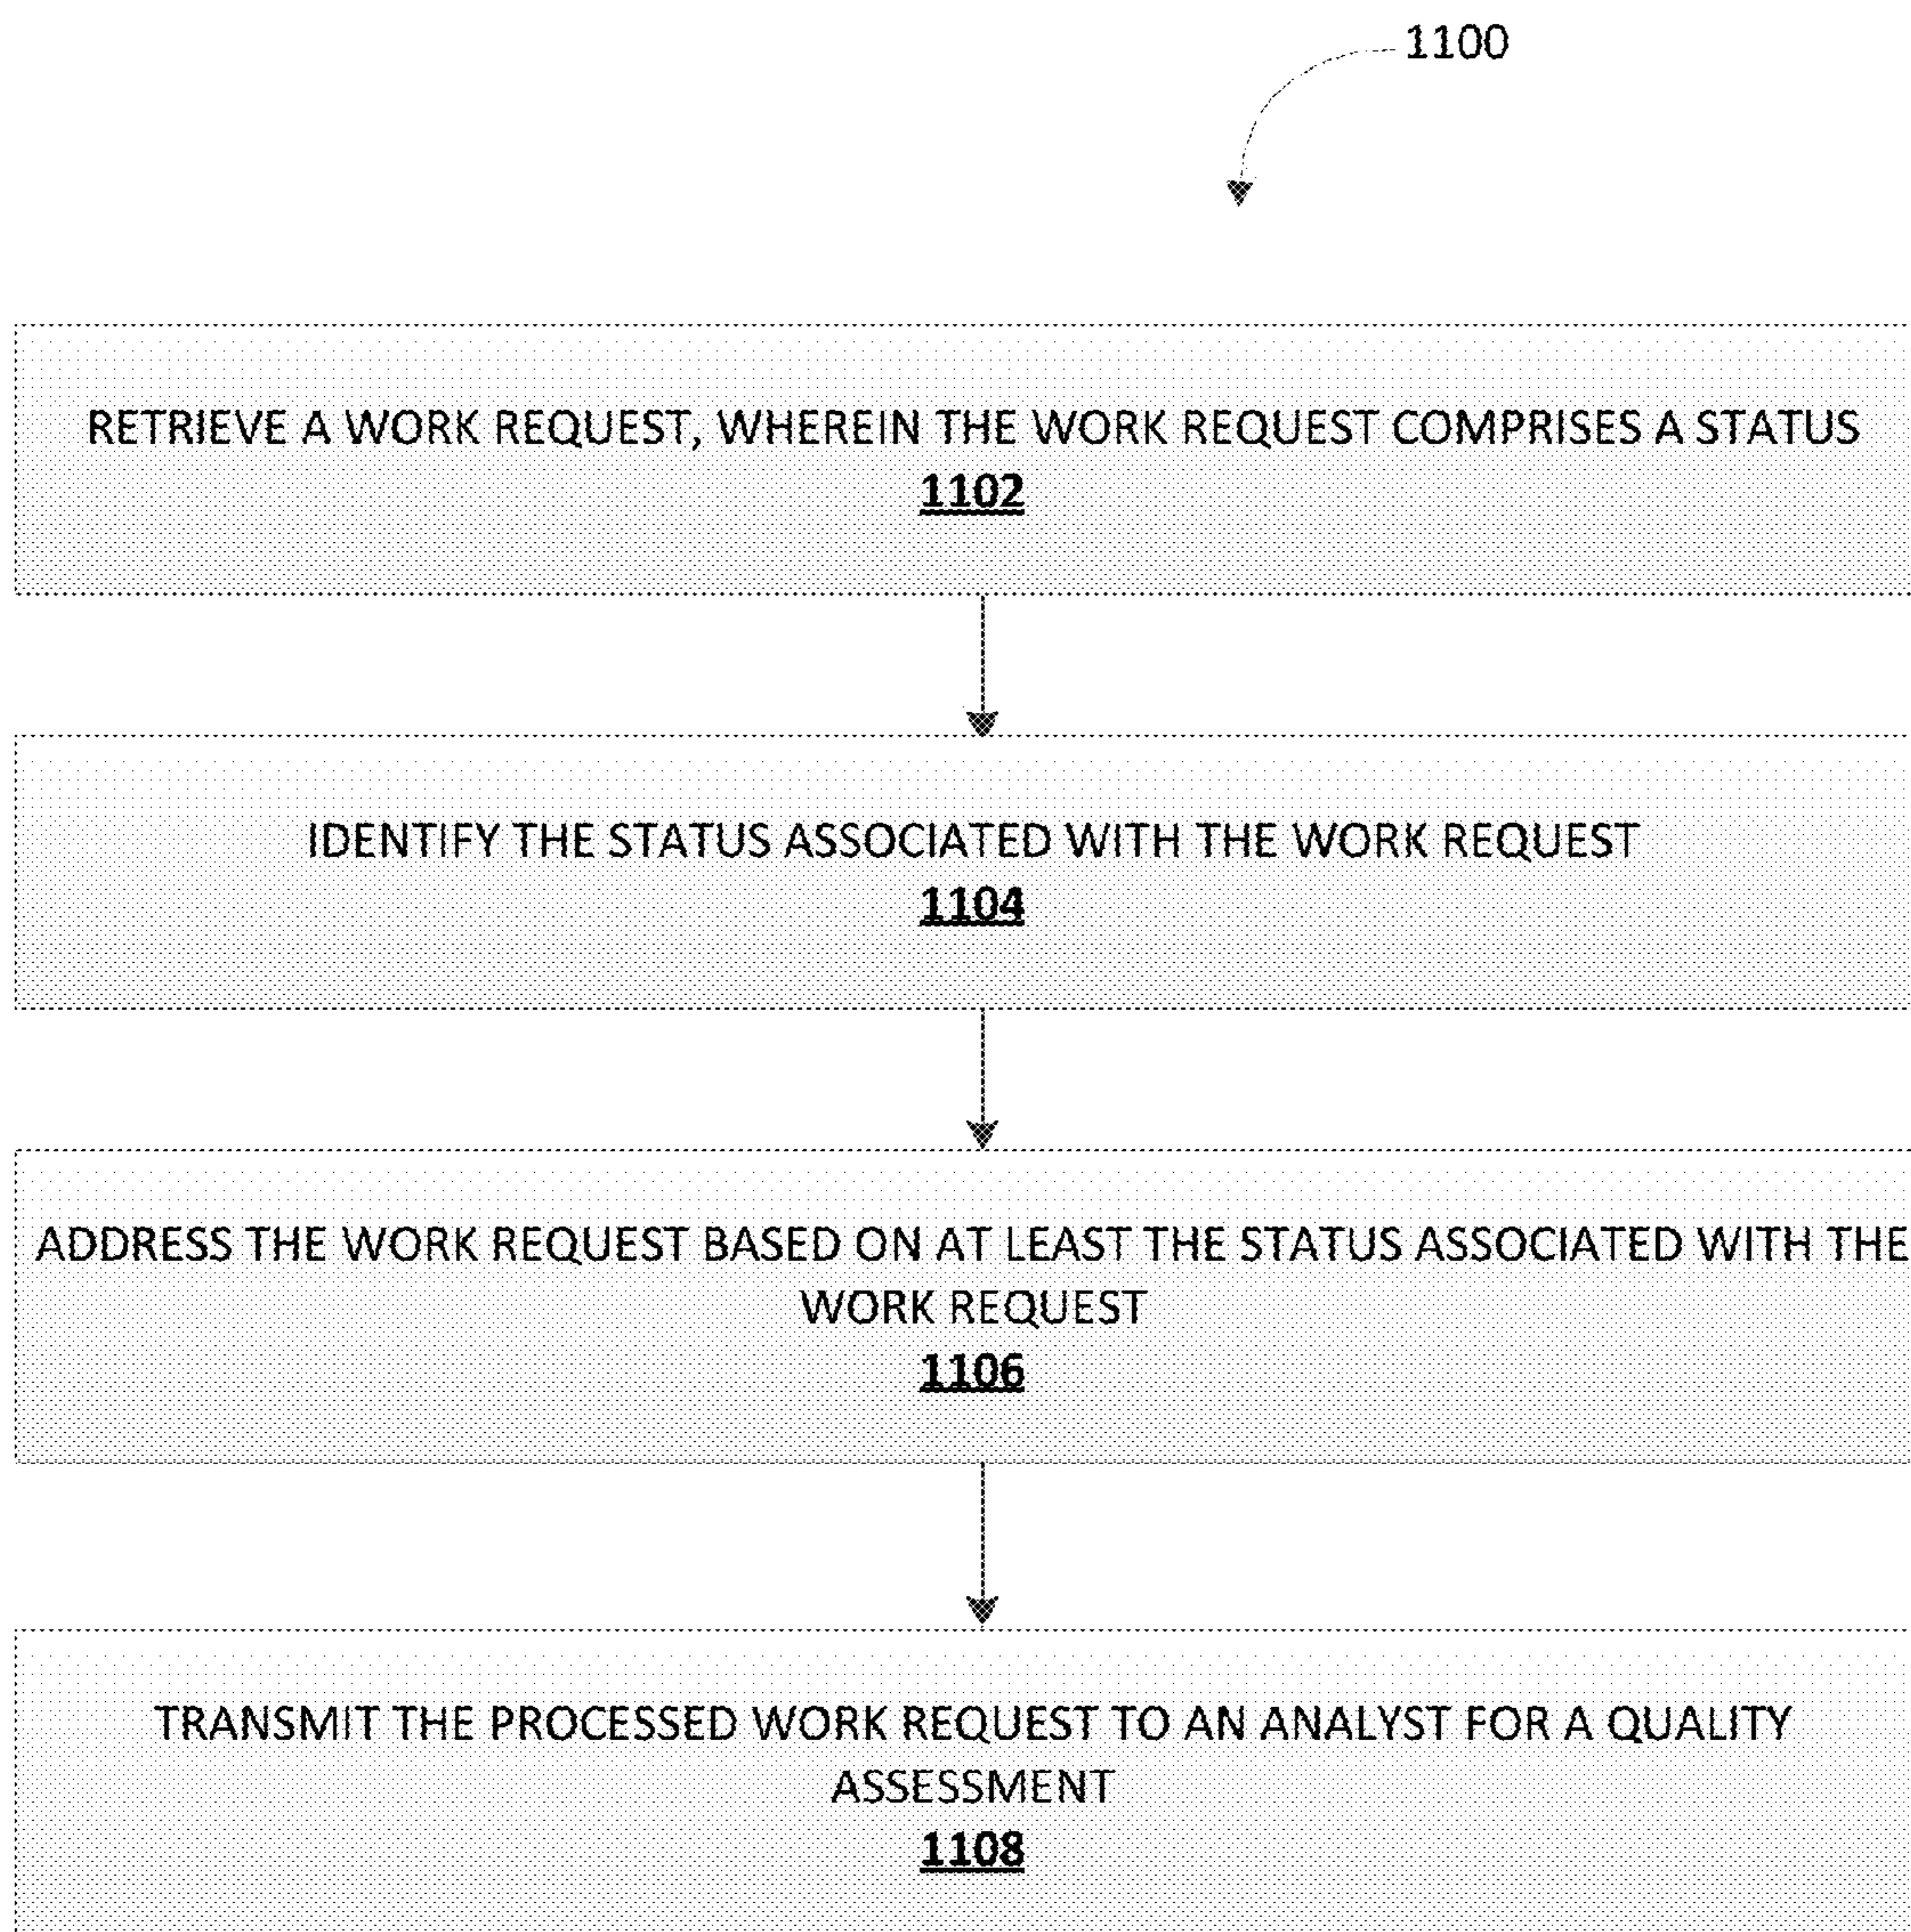 1100
RETRIEVE A WORK REQUEST, WHEREIN THE WORK REQUEST COMPRISES A STATUS
1102
IDENTIFY THE STATUS ASSOCIATED WITH THE WORK REQUEST
1104
ADDRESS THE WORK REQUEST BASED ON AT LEAST THE STATUS ASSOCIATED WITH THE
WORK REQUEST
1106
TRANSMIT THE PROCESSED WORK REQUEST TO AN ANALYST FOR A QUALITY
ASSESSMENT
1108